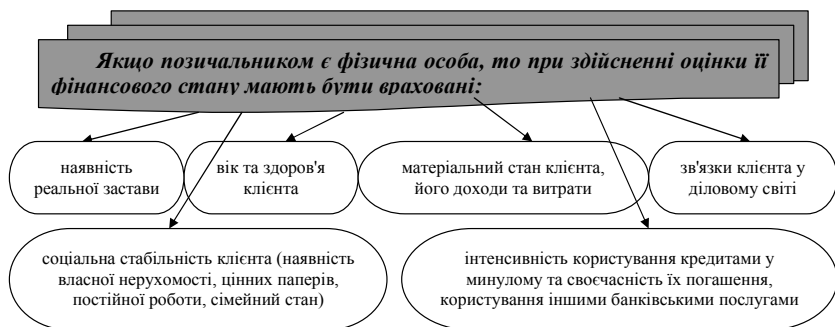 Якщо позичальником є фізична особа, то при здійсненні оцінки її
фінансового стану мають бути враховані:
наявність
реальної застави
вік та здоров'я
клієнта
матеріальний стан клієнта,
його доходи та витрати
зв'язки клієнта у
діловому світі
соціальна стабільність клієнта (наявність
власної нерухомості, цінних паперів,
постійної роботи, сімейний стан)
інтенсивність користування кредитами у
минулому та своєчасність їх погашення,
користування іншими банківськими послугами